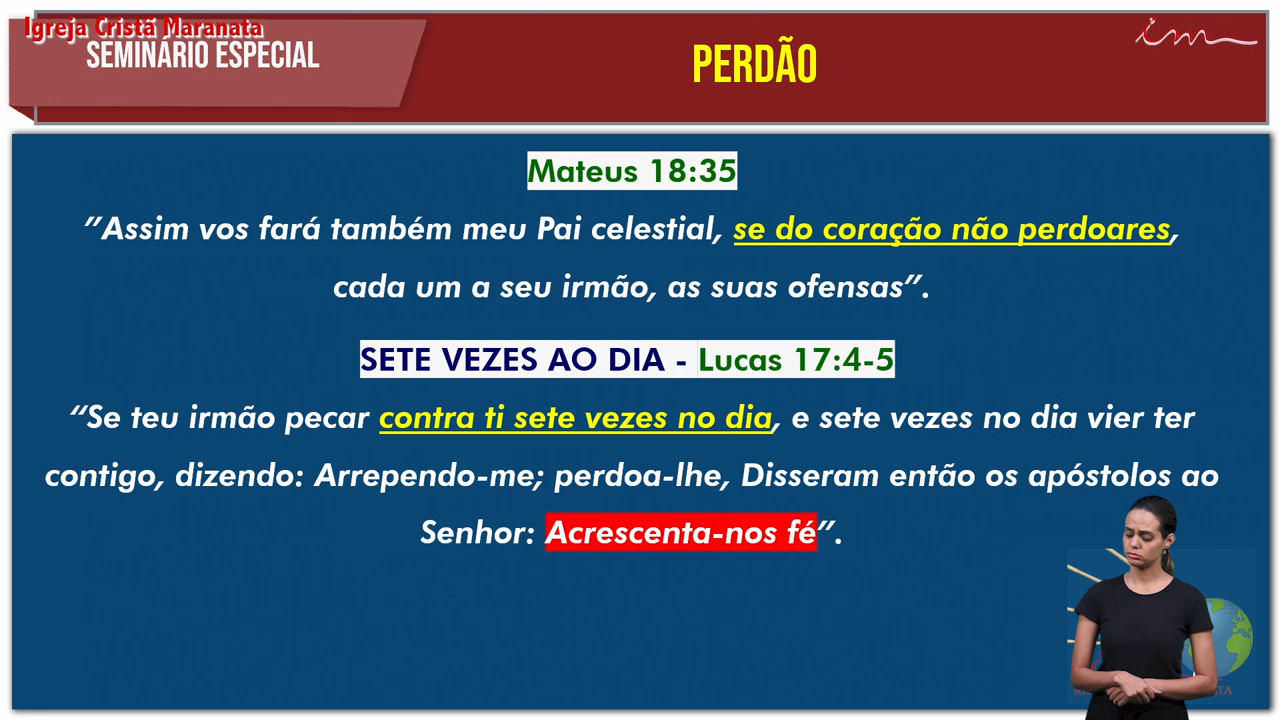 Igreja Cristã Maranata
SEMINÁRIO ESPECIAL
PERDÃO
Mateus 18:35
"Assim vos fará também meu Pai celestial, se do coração não perdoares,
cada um a seu irmão, as suas ofensas".
SETE VEZES AO DIA - Lucas 17:4-5
"Se teu irmão pecar contra ti sete vezes no dia, e sete vezes no dia vier ter
contigo, dizendo: Arrependo-me; perdoa-lhe, Disseram então os apóstolos ao
Senhor: Acrescenta-nos fé".